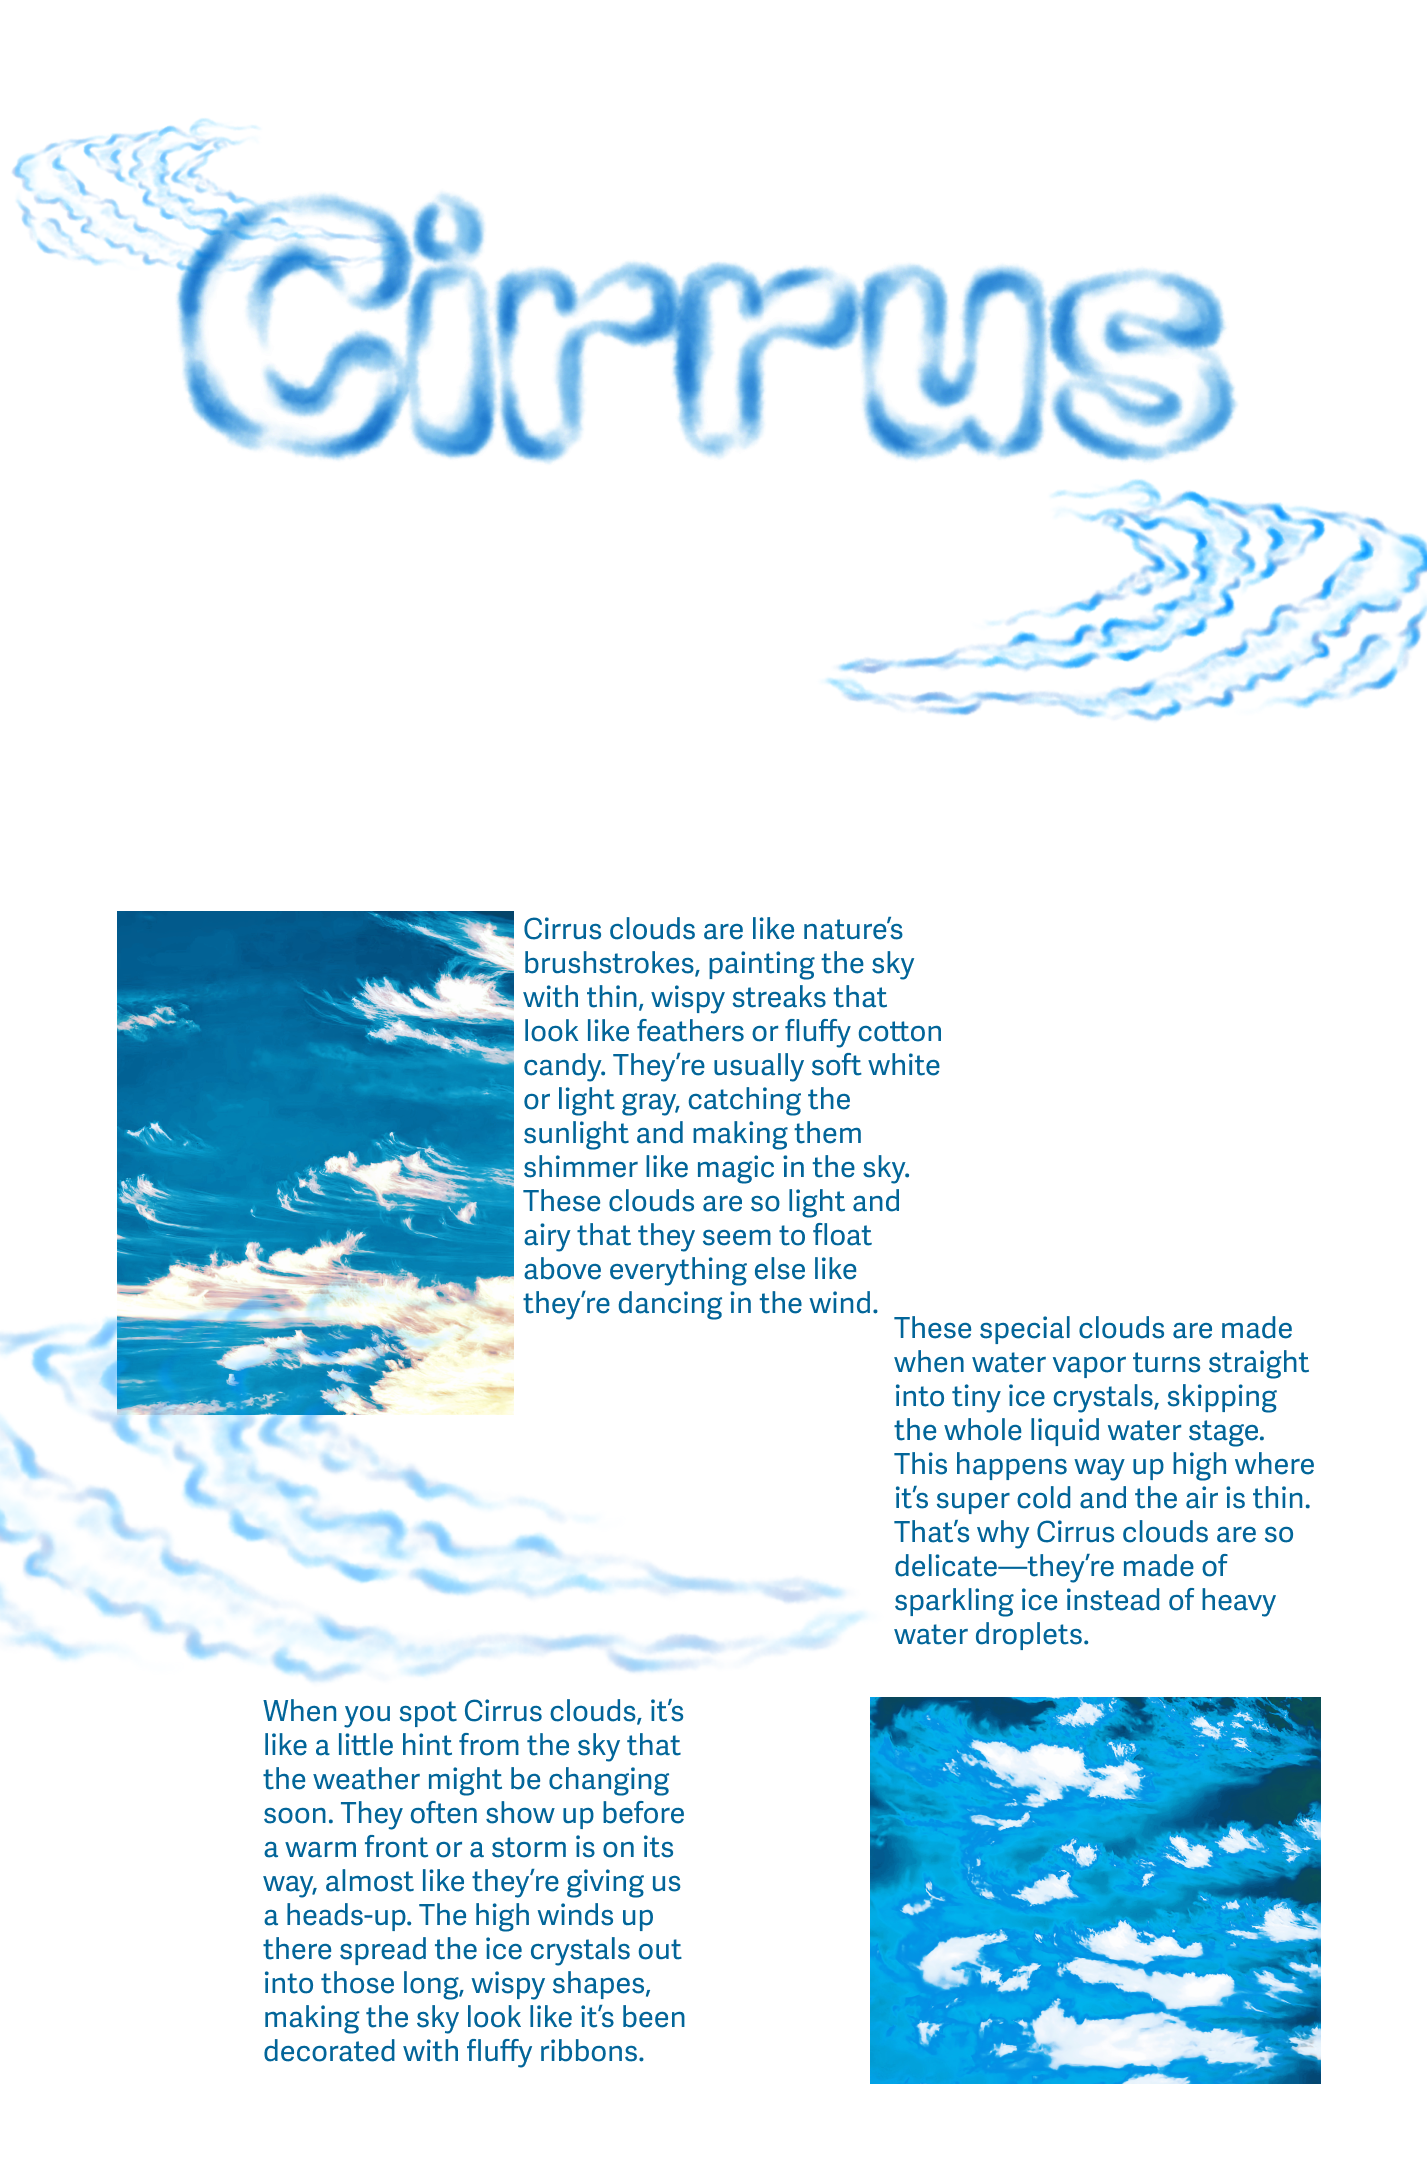 Cirrus
Cirrus clouds are like nature’s
brushstrokes, painting the sky
with thin, wispy streaks that
look like feathers or fluffy cotton
candy. They’re usually soft white
or light gray, catching the
sunlight and making them
shimmer like magic in the sky.
These clouds are so light and
airy that they seem to float
above everything else like
they’re dancing in the wind.
These special clouds are made
when water vapor turns straight
into tiny ice crystals, skipping
the whole liquid water stage.
This happens way up high where
it’s super cold and the air is thin.
That’s why Cirrus clouds are so
delicate—they’re made of
sparkling ice instead of heavy
water droplets.
When you spot Cirrus clouds, it’s
like a little hint from the sky that
the weather might be changing
soon. They often show up before
a warm front or a storm is on its
way, almost like they’re giving us
a heads-up. The high winds up
there spread the ice crystals out
into those long, wispy shapes,
making the sky look like it’s been
decorated with fluffy ribbons.